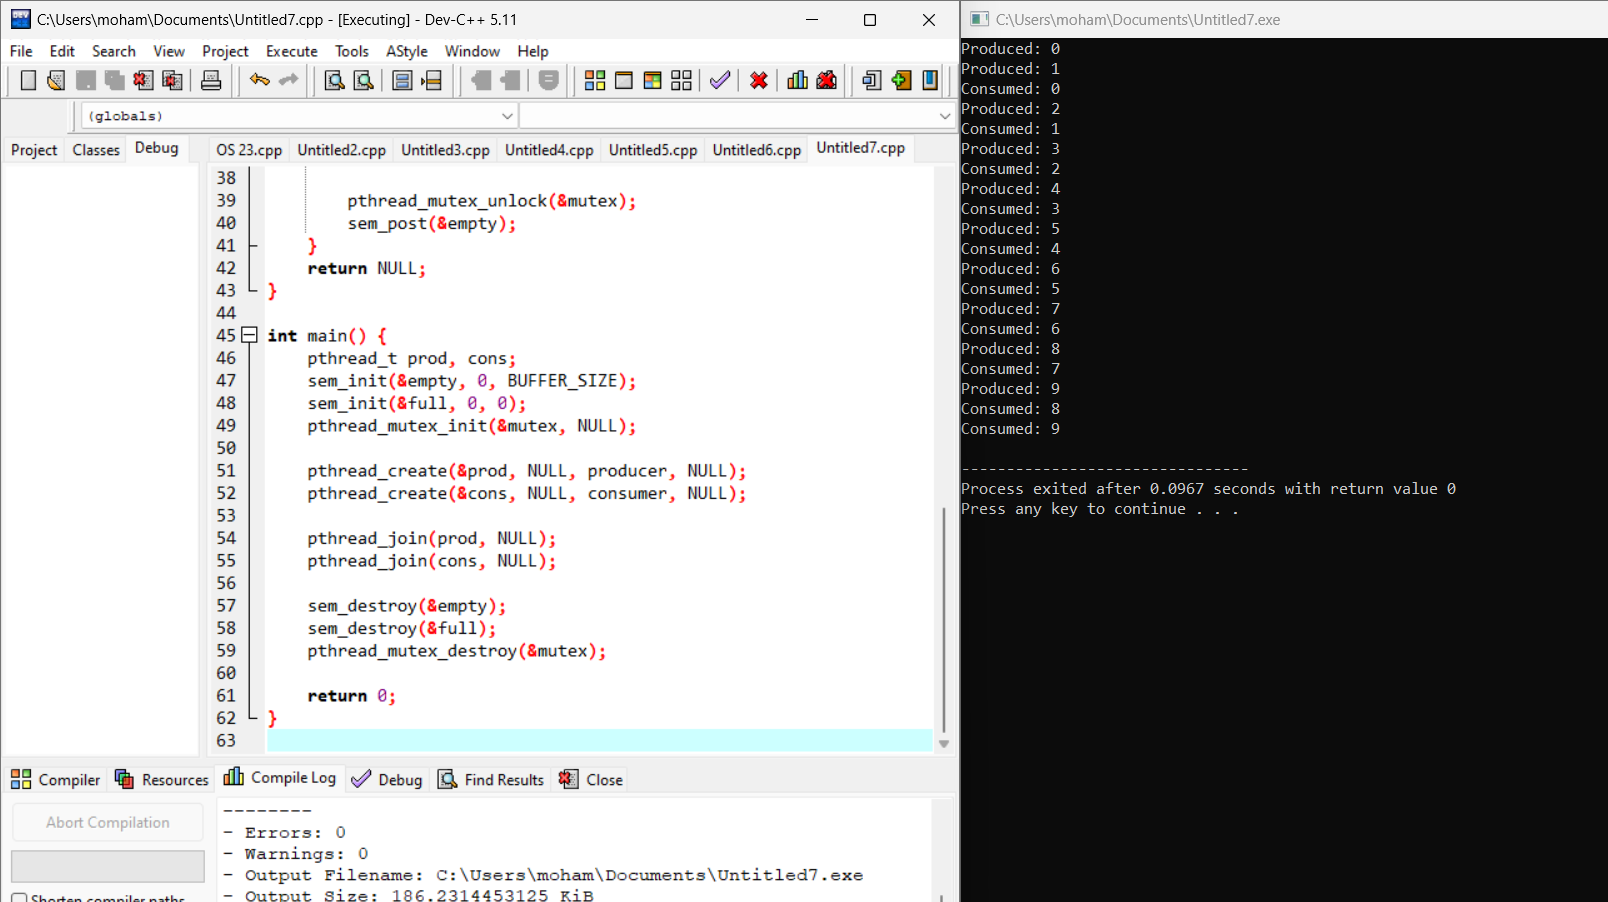 C:\Users\moham\Documents\Untitled7.cpp - [Executing] - Dev-C++ 5.11
File Edit Search View Project Execute Tools AStyle Window Help
(globals)
Project Classes Debug
OS 23.cpp Untitled2.cpp Untitled3.cpp Untitled4.cpp Untitled5.cpp Untitled6.cpp Untitled7.cpp
38
39 pthread_mutex_unlock(&mutex);
40 sem_post(&empty);
41 }
42 return NULL;
43 }
44
45 int main() {
46 pthread_t prod, cons;
47 sem_init(&empty, 0, BUFFER_SIZE);
48 sem_init(&full, 0, 0);
49 pthread_mutex_init(&mutex, NULL);
50
51 pthread_create(&prod, NULL, producer, NULL);
52 pthread_create(&cons, NULL, consumer, NULL);
53
54 pthread_join(prod, NULL);
55 pthread_join(cons, NULL);
56
57 sem_destroy(&empty);
58 sem_destroy(&full);
59 pthread_mutex_destroy(&mutex);
60
61 return 0;
62 }
63
Compiler Resources Compile Log Debug Find Results Close
Abort Compilation
Shorten compiler paths
--------
- Errors: 0
- Warnings: 0
- Output Filename: C:\Users\moham\Documents\Untitled7.exe
- Output Size: 186.2314453125 KiB
C:\Users\moham\Documents\Untitled7.exe
Produced: 0
Produced: 1
Consumed: 0
Produced: 2
Consumed: 1
Produced: 3
Consumed: 2
Produced: 4
Consumed: 3
Produced: 5
Consumed: 4
Produced: 6
Consumed: 5
Produced: 7
Consumed: 6
Produced: 8
Consumed: 7
Produced: 9
Consumed: 8
Consumed: 9
--------------------------------
Process exited after 0.0967 seconds with return value 0
Press any key to continue . . .